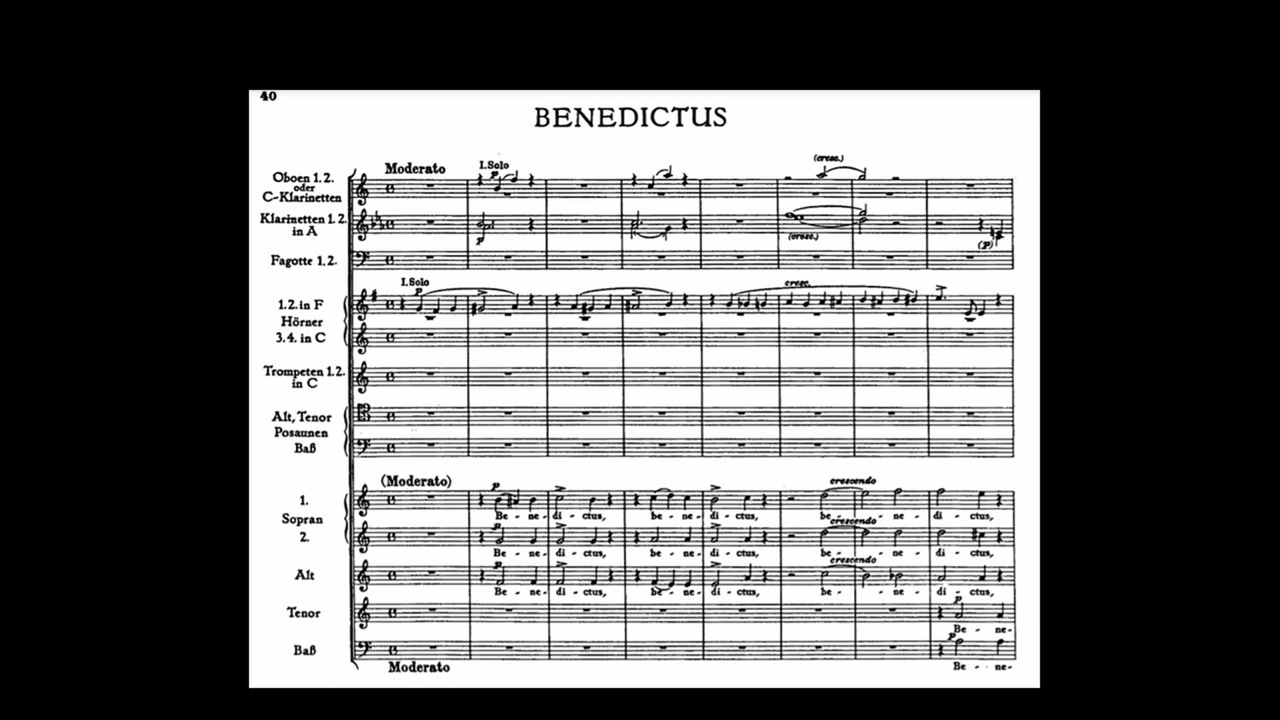 40
BENEDICTUS
Moderato
I. Solo
(cresc.)
Oboen 1. 2.
oder
C-Klarinetten
p
Klarinetten 1. 2.
in A
p
(cresc.)
(p)
Fagotte 1. 2.
I. Solo
p
cresc.
1. 2. in F
Hörner
3. 4. in C
Trompeten 1. 2.
in C
Alt, Tenor
Posaunen
Baß
(Moderato)
p
crescendo
1.
Be - ne - di - ctus, be - ne - di - ctus, be - ne - di - ctus,
Sopran
p
crescendo
2.
Be - ne - di - ctus, be - ne - di - ctus, be - ne - di - ctus,
p
crescendo
Alt
Be - ne - di - ctus, be - ne - di - ctus, be - ne - di - ctus,
p
Tenor
Be - ne-
p
Baß
Be - ne-
Moderato